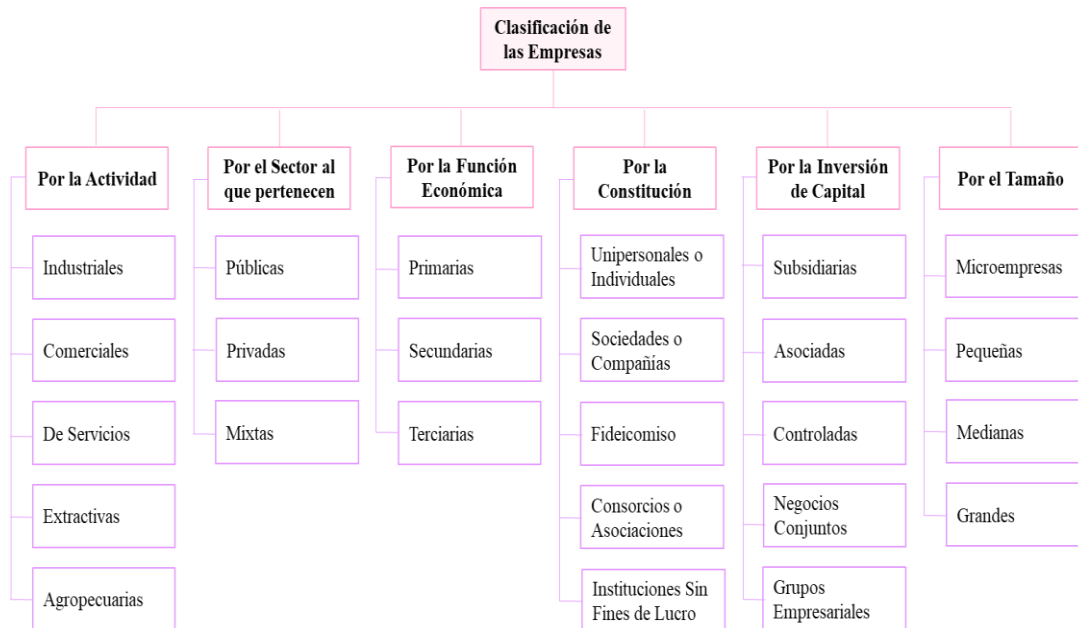 Clasificación de
las Empresas
Por la Actividad
Industriales
Comerciales
De Servicios
Extractivas
Agropecuarias
Por el Sector al
que pertenecen
Públicas
Privadas
Mixtas
Por la Función
Económica
Primarias
Secundarias
Terciarias
Por la
Constitución
Unipersonales o
Individuales
Sociedades o
Compañías
Fideicomiso
Consorcios o
Asociaciones
Instituciones Sin
Fines de Lucro
Por la Inversión
de Capital
Subsidiarias
Asociadas
Controladas
Negocios
Conjuntos
Grupos
Empresariales
Por el Tamaño
Microempresas
Pequeñas
Medianas
Grandes